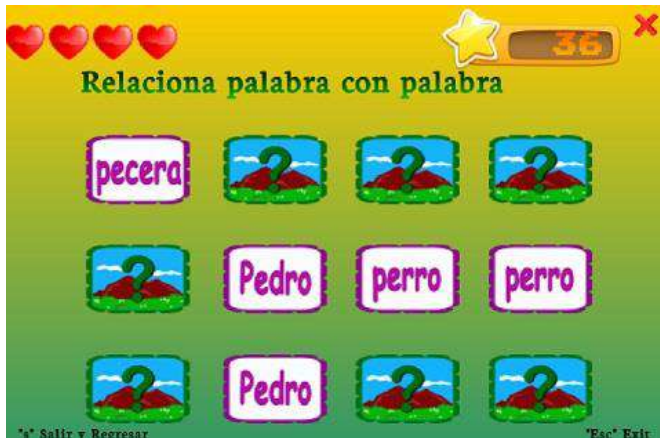 36
Relaciona palabra con palabra
pecera
Pedro perro perro
Pedro
"s" Salir y Regresar "Esc" Exit